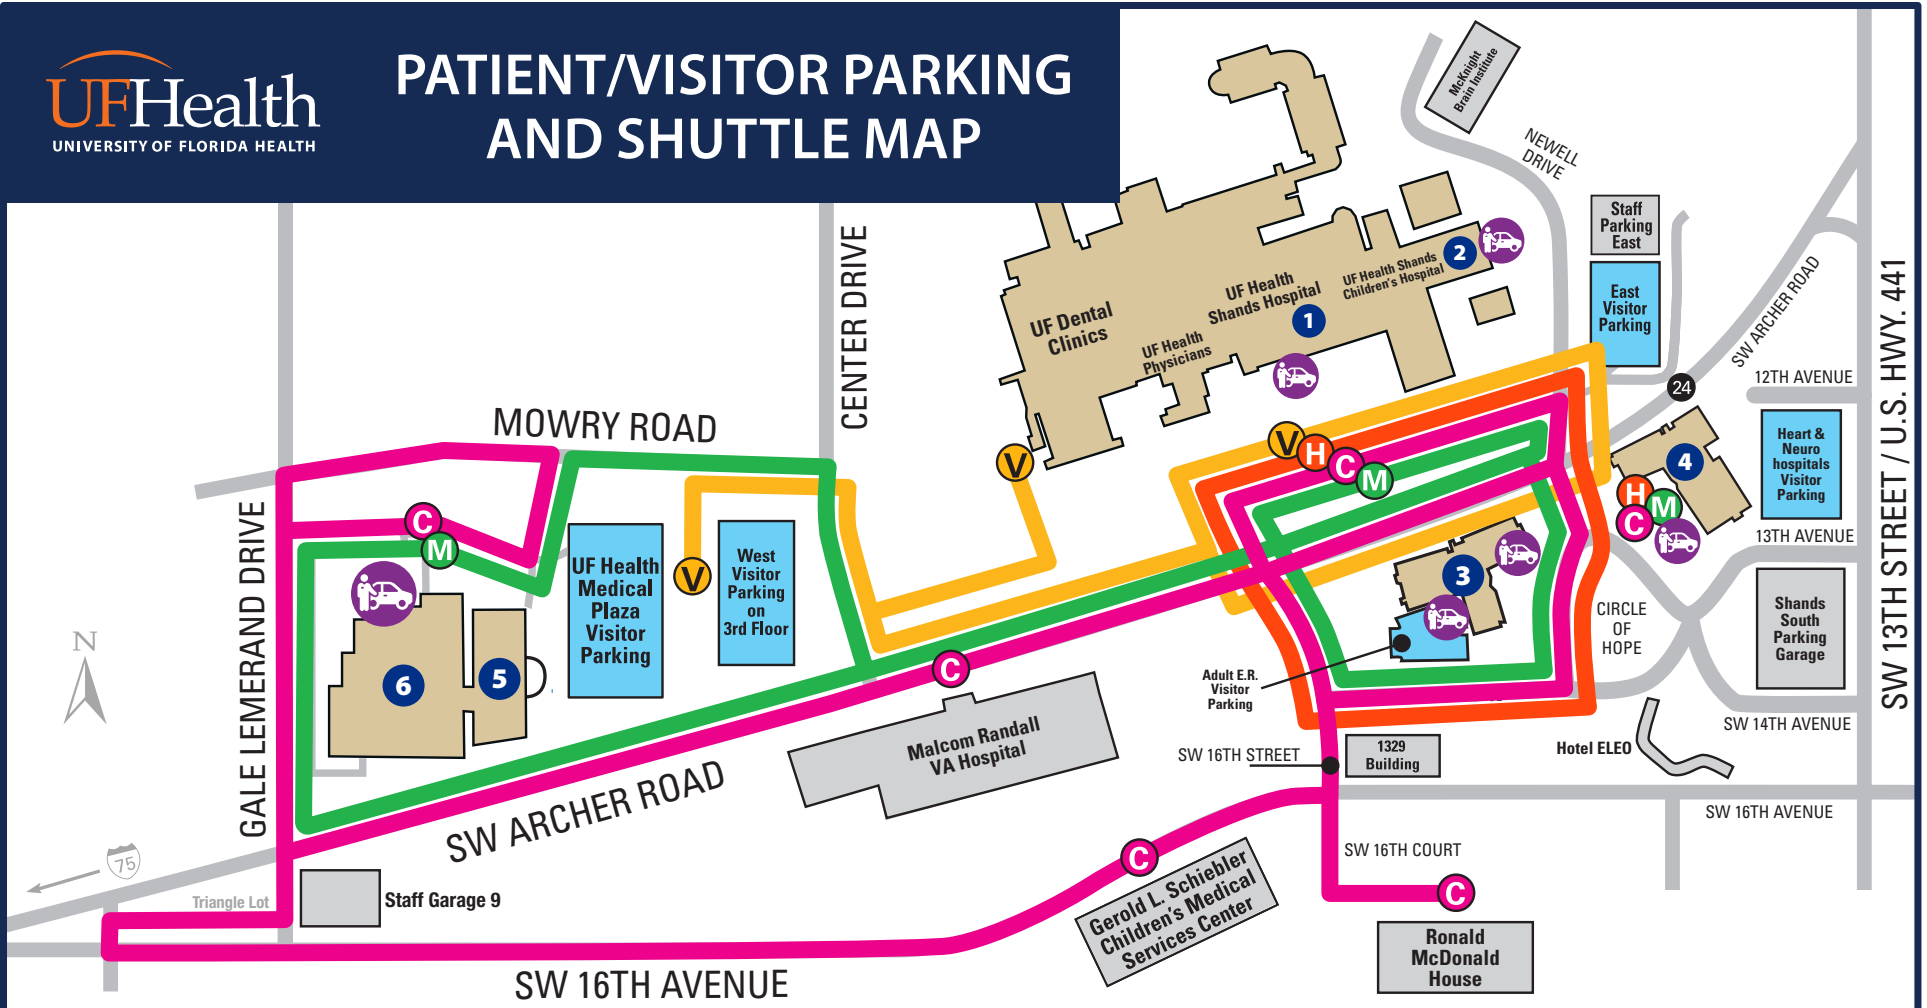 UFHealth
UNIVERSITY OF FLORIDA HEALTH
PATIENT/VISITOR PARKING
AND SHUTTLE MAP
McKnight
Brain Institute
NEWELL
DRIVE
Staff
Parking
East
East
Visitor
Parking
SW ARCHER ROAD
24
12TH AVENUE
SW 13TH STREET / U.S. HWY. 441
Heart &
Neuro
hospitals
Visitor
Parking
13TH AVENUE
CENTER DRIVE
UF Dental
Clinics
UF Health
Physicians
UF Health
Shands Hospital
1
UF Health Shands
Children's Hospital
2
MOWRY ROAD
GALE LEMERAND DRIVE
V
V
H
C
M
4
H
M
C
C
M
UF Health
Medical
Plaza
Visitor
Parking
V
West
Visitor
Parking
on
3rd Floor
3
CIRCLE
OF
HOPE
Shands
South
Parking
Garage
N
6
5
C
Adult E.R.
Visitor
Parking
Malcom Randall
VA Hospital
SW 14TH AVENUE
Hotel ELEO
SW 16TH STREET
1329
Building
SW 16TH AVENUE
SW ARCHER ROAD
75
Triangle Lot
Staff Garage 9
C
Gerold L. Schiebler
Children's Medical
Services Center
SW 16TH COURT
C
Ronald
McDonald
House
SW 16TH AVENUE